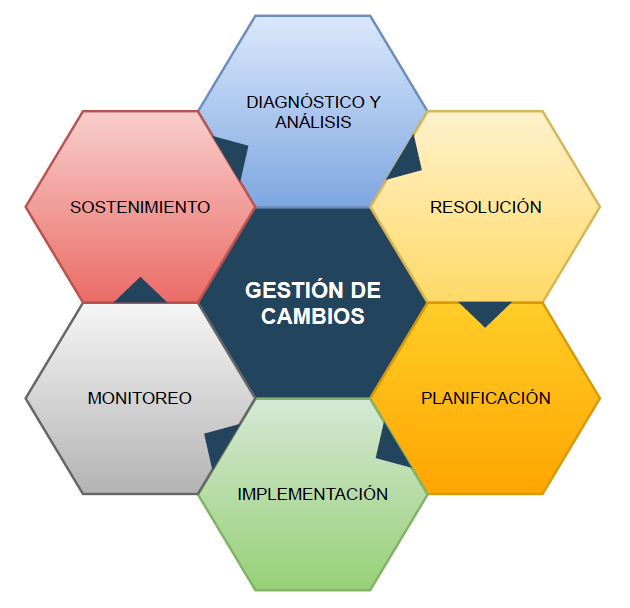 DIAGNÓSTICO Y
ANÁLISIS
SOSTENIMIENTO
RESOLUCIÓN
GESTIÓN DE
CAMBIOS
MONITOREO
PLANIFICACIÓN
IMPLEMENTACIÓN